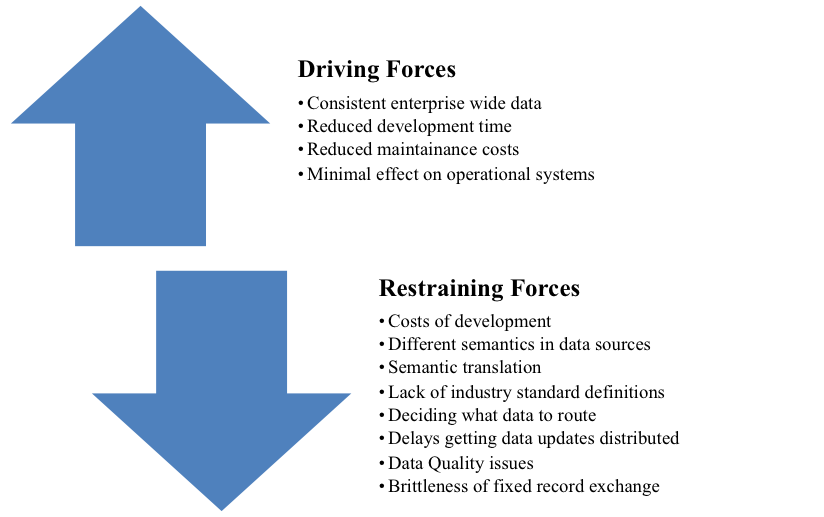 Driving Forces
• Consistent enterprise wide data
• Reduced development time
• Reduced maintainance costs
• Minimal effect on operational systems
Restraining Forces
• Costs of development
• Different semantics in data sources
• Semantic translation
• Lack of industry standard definitions
• Deciding what data to route
• Delays getting data updates distributed
• Data Quality issues
• Brittleness of fixed record exchange